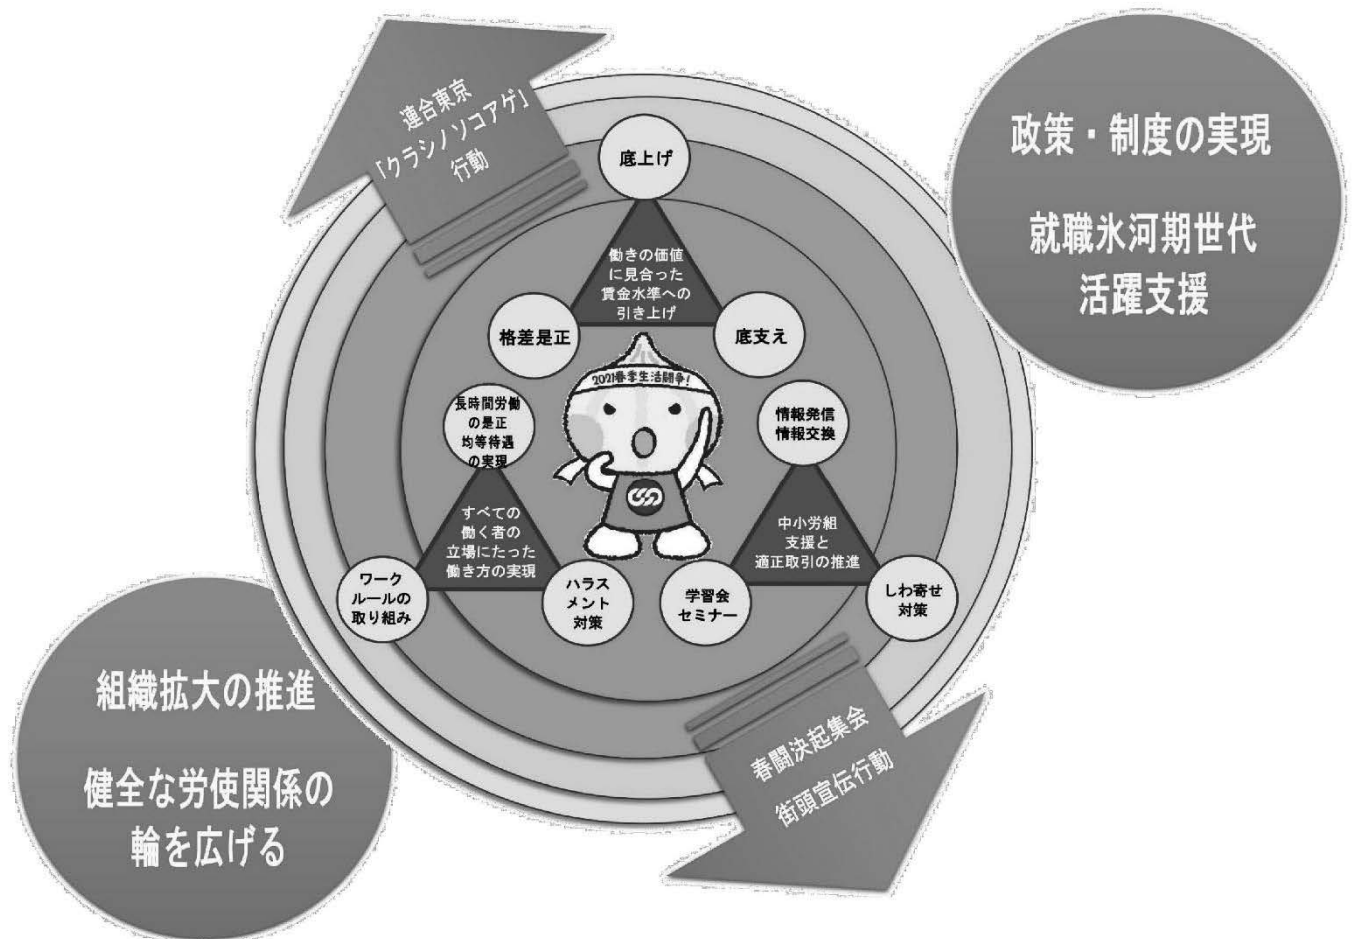 連合東京
「クラシノソコアゲ」
行動
政策・制度の実現
就職氷河期世代
活躍支援
底上げ
働きの価値
に見合った
賃金水準への
引き上げ
格差是正
底支え
2021春季生活闘争！
長時間労働
の是正
均等待遇
の実現
情報発信
情報交換
すべての
働く者の
立場にたった
働き方の実現
中小労組
支援と
適正取引の推進
ワーク
ルールの
取り組み
ハラス
メント
対策
学習会
セミナー
しわ寄せ
対策
組織拡大の推進
健全な労使関係の
輪を広げる
春闘決起集会
街頭宣伝行動